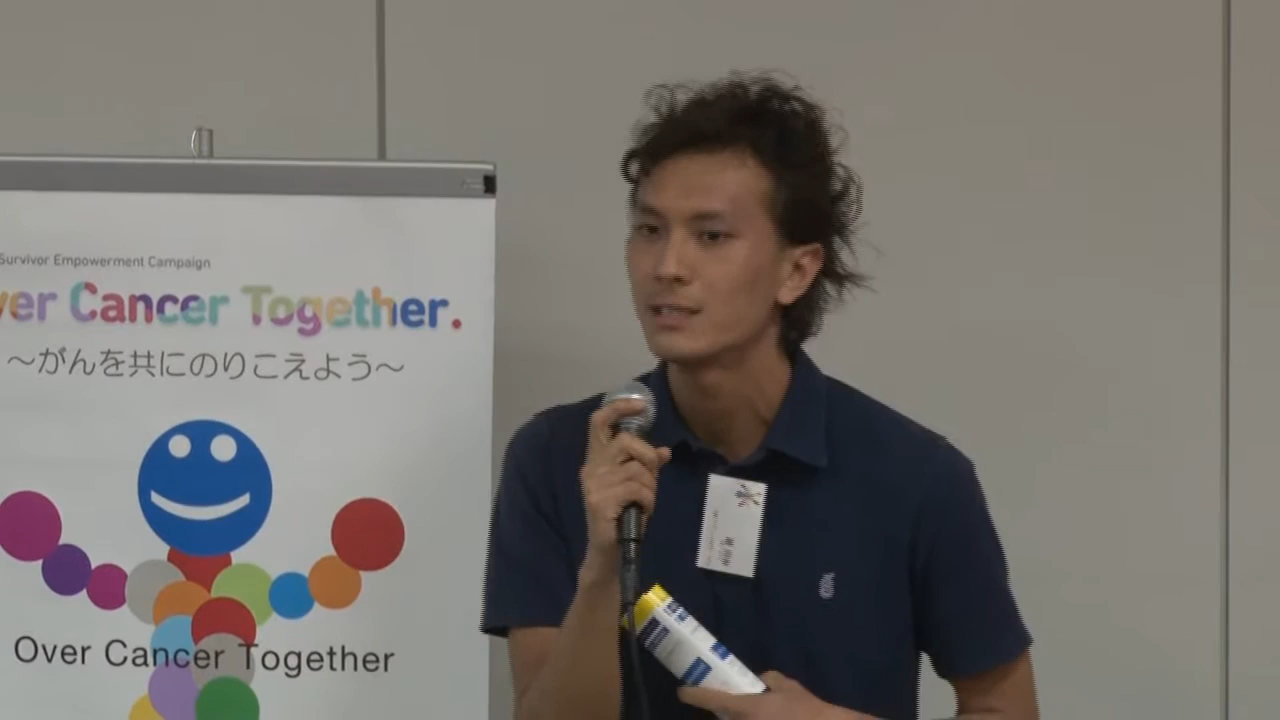 Survivor Empowerment Campaign
ver Cancer Together.
～がんを共にのりこえよう～
Over Cancer Together